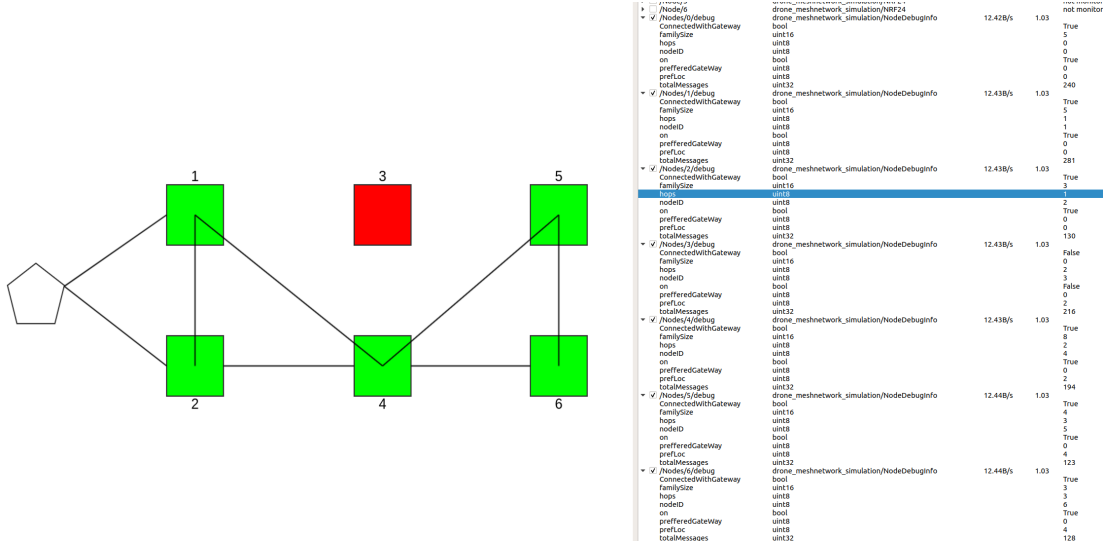 1
3
5
2
4
6
/Node/6 drone_meshnetwork_simulation/NRF24 not monitor
/Nodes/0/debug drone_meshnetwork_simulation/NodeDebugInfo 12.42B/s 1.03
ConnectedWithGateway bool True
familySize uint16 5
hops uint8 0
nodeID uint8 0
on bool True
prefferedGateWay uint8 0
prefLoc uint8 0
totalMessages uint32 240
/Nodes/1/debug drone_meshnetwork_simulation/NodeDebugInfo 12.43B/s 1.03
ConnectedWithGateway bool True
familySize uint16 5
hops uint8 1
nodeID uint8 1
on bool True
prefferedGateWay uint8 0
prefLoc uint8 0
totalMessages uint32 281
/Nodes/2/debug drone_meshnetwork_simulation/NodeDebugInfo 12.43B/s 1.03
ConnectedWithGateway bool True
familySize uint16 3
hops uint8 1
nodeID uint8 2
on bool True
prefferedGateWay uint8 0
prefLoc uint8 0
totalMessages uint32 130
/Nodes/3/debug drone_meshnetwork_simulation/NodeDebugInfo 12.43B/s 1.03
ConnectedWithGateway bool False
familySize uint16 0
hops uint8 2
nodeID uint8 3
on bool False
prefferedGateWay uint8 0
prefLoc uint8 2
totalMessages uint32 216
/Nodes/4/debug drone_meshnetwork_simulation/NodeDebugInfo 12.43B/s 1.03
ConnectedWithGateway bool True
familySize uint16 8
hops uint8 2
nodeID uint8 4
on bool True
prefferedGateWay uint8 0
prefLoc uint8 2
totalMessages uint32 194
/Nodes/5/debug drone_meshnetwork_simulation/NodeDebugInfo 12.44B/s 1.03
ConnectedWithGateway bool True
familySize uint16 4
hops uint8 3
nodeID uint8 5
on bool True
prefferedGateWay uint8 0
prefLoc uint8 4
totalMessages uint32 123
/Nodes/6/debug drone_meshnetwork_simulation/NodeDebugInfo 12.44B/s 1.03
ConnectedWithGateway bool True
familySize uint16 3
hops uint8 3
nodeID uint8 6
on bool True
prefferedGateWay uint8 0
prefLoc uint8 4
totalMessages uint32 128